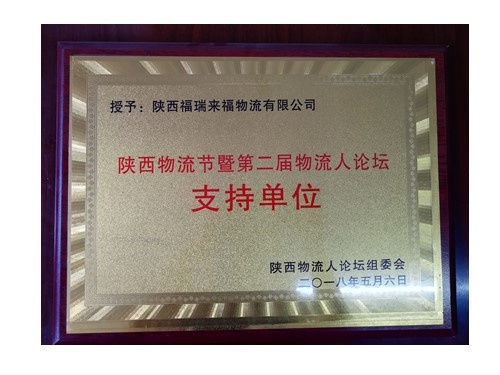 授予：陕西福瑞来福物流有限公司
陕西物流节暨第二届物流人论坛
支持单位
陕西物流人论坛组委会
二〇一八年五月六日